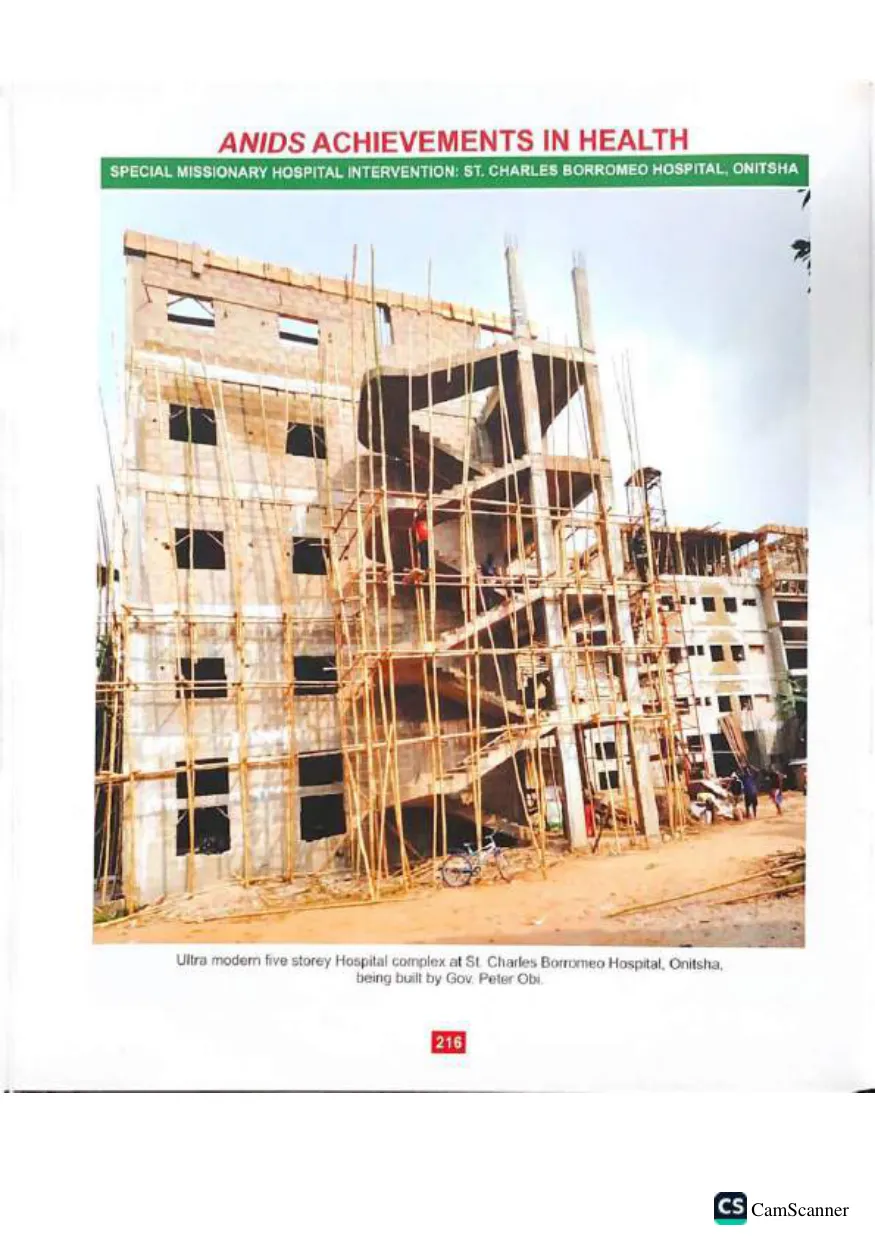 ANIDS ACHIEVEMENTS IN HEALTH
SPECIAL MISSIONARY HOSPITAL INTERVENTION: ST. CHARLES BORROMEO HOSPITAL, ONITSHA
Ultra modern five storey Hospital complex at St. Charles Borromeo Hospital, Onitsha,
being built by Gov. Peter Obi.
216
CS CamScanner